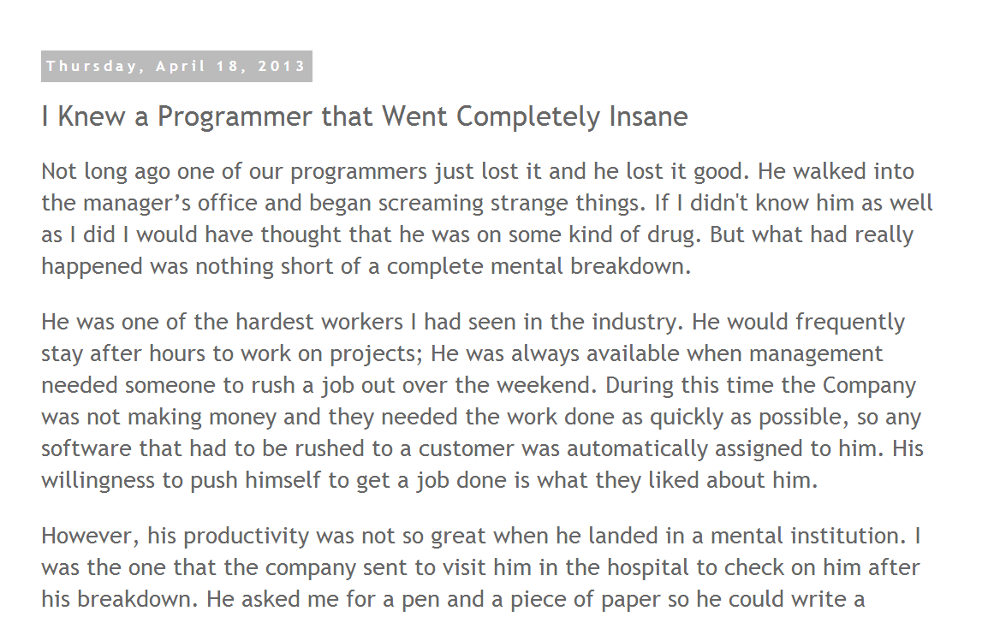 Thursday, April 18, 2013
I Knew a Programmer that Went Completely Insane
Not long ago one of our programmers just lost it and he lost it good. He walked into
the manager’s office and began screaming strange things. If I didn't know him as well
as I did I would have thought that he was on some kind of drug. But what had really
happened was nothing short of a complete mental breakdown.
He was one of the hardest workers I had seen in the industry. He would frequently
stay after hours to work on projects; He was always available when management
needed someone to rush a job out over the weekend. During this time the Company
was not making money and they needed the work done as quickly as possible, so any
software that had to be rushed to a customer was automatically assigned to him. His
willingness to push himself to get a job done is what they liked about him.
However, his productivity was not so great when he landed in a mental institution. I
was the one that the company sent to visit him in the hospital to check on him after
his breakdown. He asked me for a pen and a piece of paper so he could write a